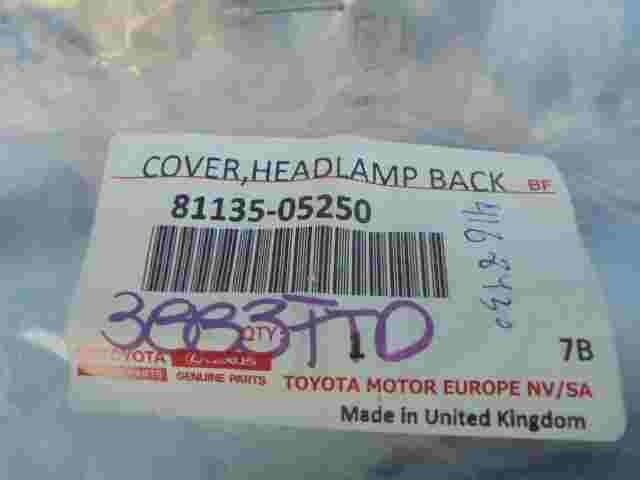 COVER,HEADLAMP BACK BF
81135-05250
QTY
1
7B
TOYOTA
GENUINE PARTS
TOYOTA MOTOR EUROPE NV/SA
Made in United Kingdom